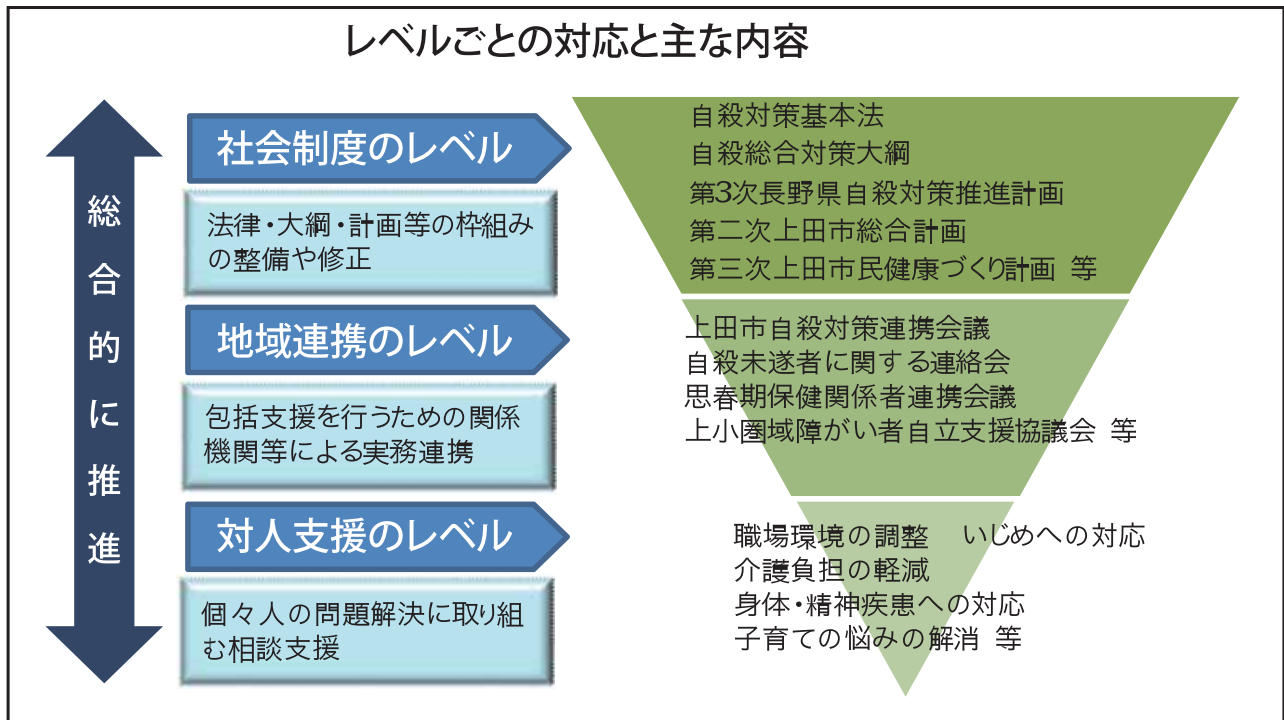 レベルごとの対応と主な内容
総合的に推進
社会制度のレベル
法律・大綱・計画等の枠組み
の整備や修正
自殺対策基本法
自殺総合対策大綱
第3次長野県自殺対策推進計画
第二次上田市総合計画
第三次上田市民健康づくり計画 等
地域連携のレベル
包括支援を行うための関係
機関等による実務連携
上田市自殺対策連携会議
自殺未遂者に関する連絡会
思春期保健関係者連携会議
上小圏域障がい者自立支援協議会 等
対人支援のレベル
個々人の問題解決に取り組
む相談支援
職場環境の調整 いじめへの対応
介護負担の軽減
身体・精神疾患への対応
子育ての悩みの解消 等